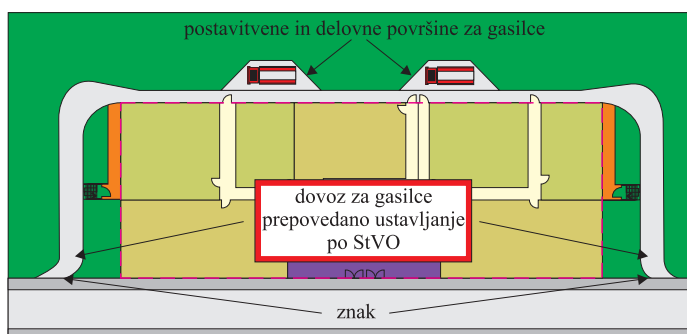 postavitvene in delovne površine za gasilce
dovoz za gasilce
prepovedano ustavljanje
po StVO
znak